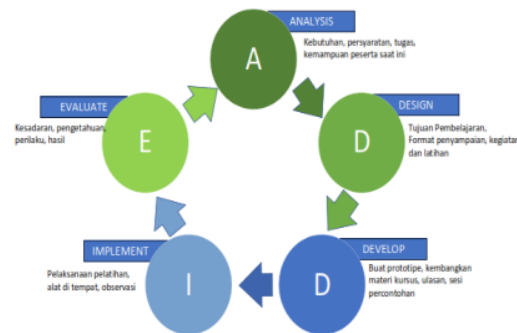 ANALYSIS
Kebutuhan, persyaratan, tugas,
kemampuan peserta saat ini
A
DESIGN
Tujuan Pembelajaran,
Format penyampaian, kegiatan
dan latihan
D
DEVELOP
Buat prototipe, kembangkan
materi kursus, ulasan, sesi
percontohan
D
IMPLEMENT
Pelaksanaan pelatihan,
alat di tempat, observasi
I
EVALUATE
Kesadaran, pengetahuan,
perilaku, hasil
E